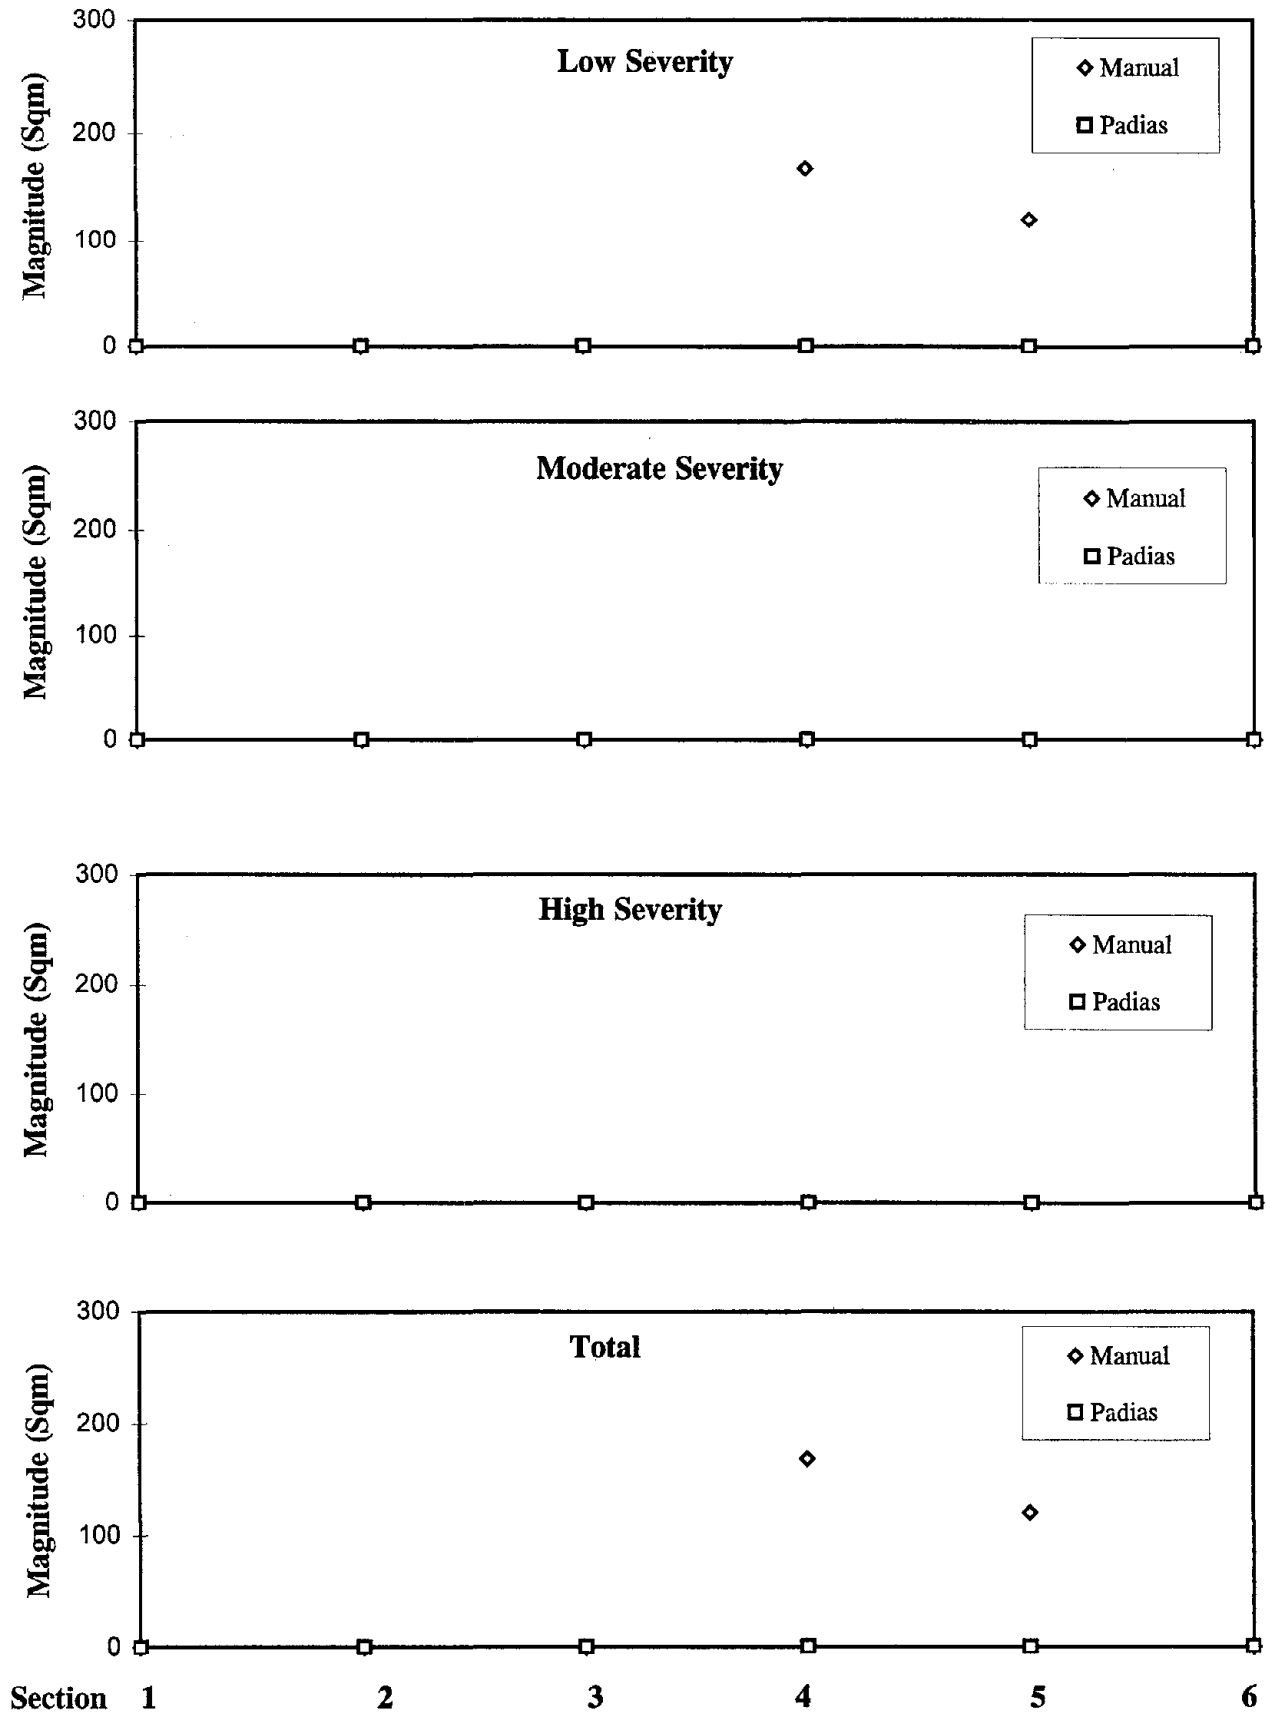 300
Low Severity
Manual
Padias
200
100
0
Magnitude (Sqm)
300
Moderate Severity
Manual
Padias
200
100
0
Magnitude (Sqm)
300
High Severity
Manual
Padias
200
100
0
Magnitude (Sqm)
300
Total
Manual
Padias
200
100
0
Magnitude (Sqm)
Section 1 2 3 4 5 6